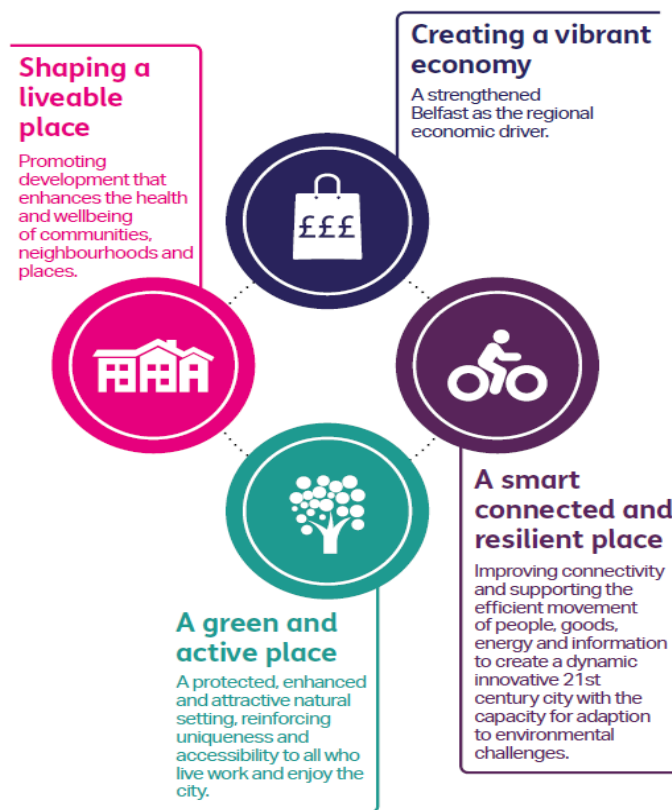 Shaping a
liveable
place
Promoting
development that
enhances the health
and wellbeing
of communities,
neighbourhoods and
places.
Creating a vibrant
economy
A strengthened
Belfast as the regional
economic driver.
£££
A smart
connected and
resilient place
Improving connectivity
and supporting the
efficient movement
of people, goods,
energy and information
to create a dynamic
innovative 21st
century city with the
capacity for adaption
to environmental
challenges.
A green and
active place
A protected, enhanced
and attractive natural
setting, reinforcing
uniqueness and
accessibility to all who
live work and enjoy the
city.